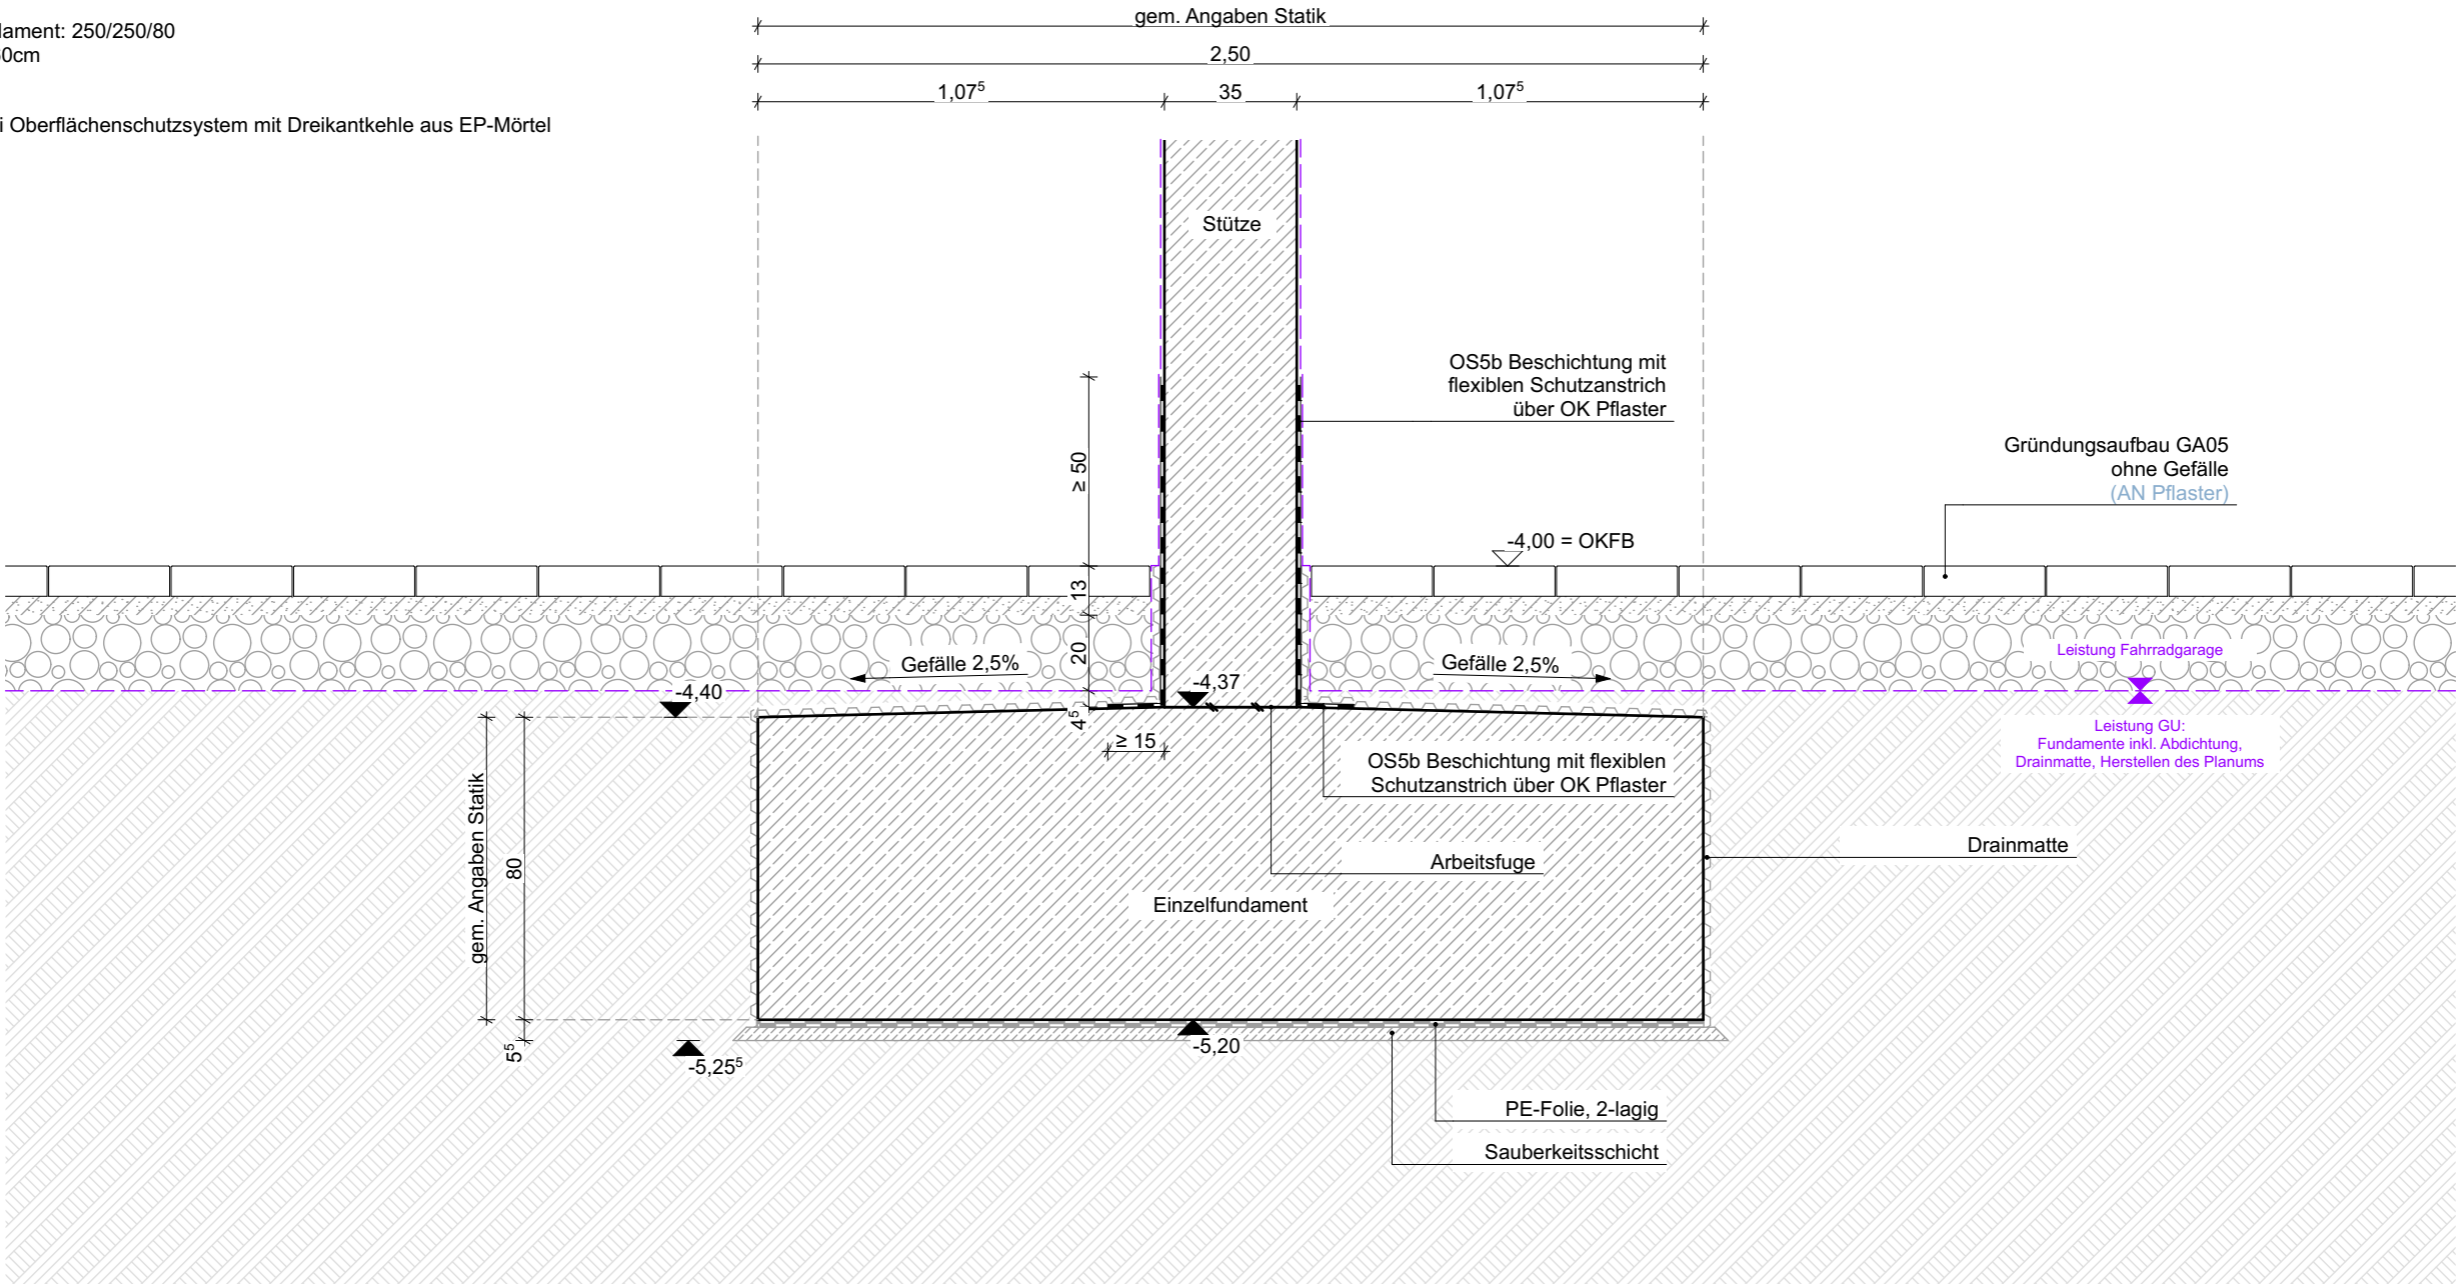 gem. Angaben Statik
lament: 250/250/80
0cm
2,50
1,07⁵
35
1,07⁵
i Oberflächenschutzsystem mit Dreikantkehle aus EP-Mörtel
Stütze
OS5b Beschichtung mit
flexiblen Schutzanstrich
über OK Pflaster
≥ 50
Gründungsaufbau GA05
ohne Gefälle
(AN Pflaster)
-4,00 = OKFB
13
20
4⁵
Gefälle 2,5%
Gefälle 2,5%
Leistung Fahrradgarage
-4,40
-4,37
≥ 15
Leistung GU:
Fundamente inkl. Abdichtung,
Drainmatte, Herstellen des Planums
OS5b Beschichtung mit flexiblen
Schutzanstrich über OK Pflaster
gem. Angaben Statik
80
Drainmatte
Arbeitsfuge
Einzelfundament
5⁵
-5,25⁵
-5,20
PE-Folie, 2-lagig
Sauberkeitsschicht